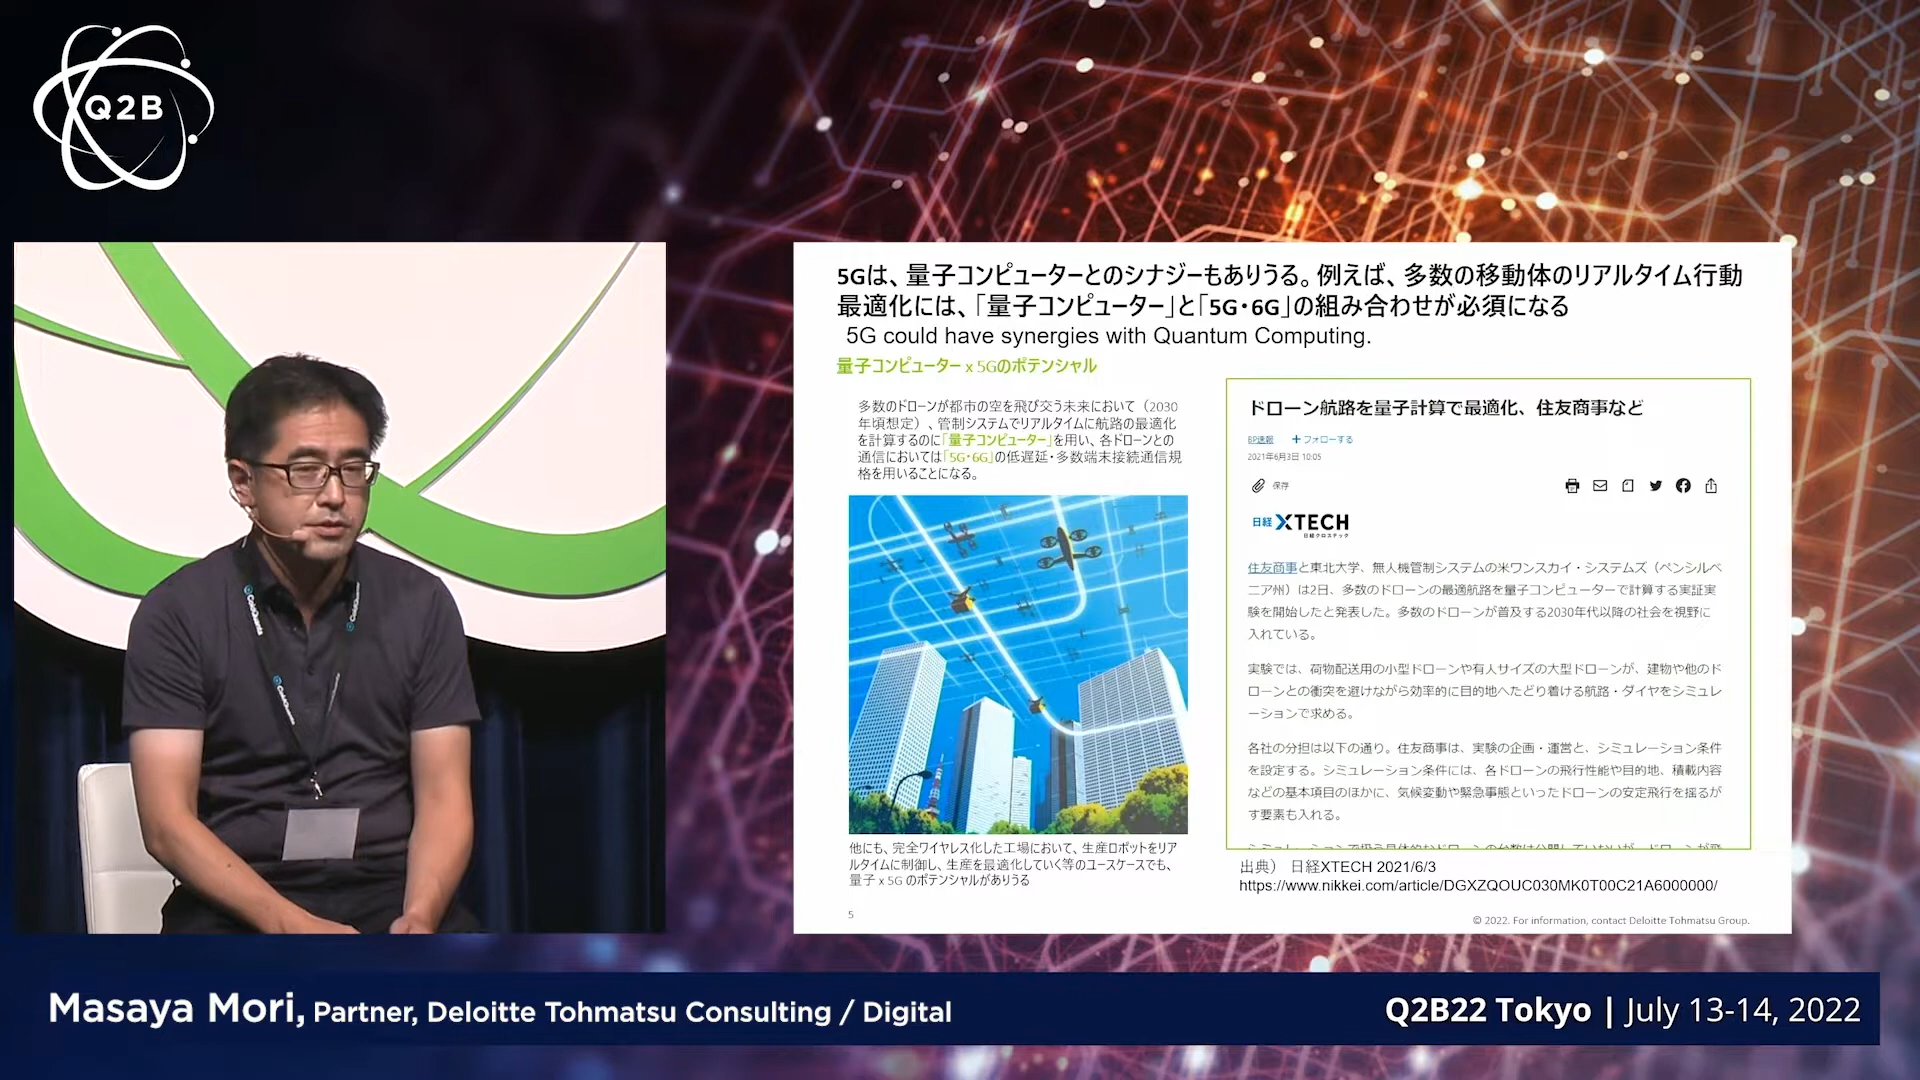 Q2B
5Gは、量子コンピューターとのシナジーもありうる。例えば、多数の移動体のリアルタイム行動
最適化には、「量子コンピューター」と「5G・6G」の組み合わせが必須になる
5G could have synergies with Quantum Computing.
量子コンピューター x 5Gのポテンシャル
多数のドローンが都市の空を飛び交う未来において（2030
年頃想定）、管制システムでリアルタイムに航路の最適化
を計算するのに「量子コンピューター」を用い、各ドローンとの
通信においては「5G・6G」の低遅延・多数端末接続通信規
格を用いることになる。
他にも、完全ワイヤレス化した工場において、生産ロボットをリア
ルタイムに制御し、生産を最適化していく等のユースケースでも、
量子 x 5G のポテンシャルがありうる
5
ドローン航路を量子計算で最適化、住友商事など
BP速報 + フォローする
2021年6月3日 10:05
保存
日経 XTECH
日経クロステック
住友商事と東北大学、無人機管制システムの米ワンスカイ・システムズ（ペンシルベ
ニア州）は2日、多数のドローンの最適航路を量子コンピューターで計算する実証実
験を開始したと発表した。多数のドローンが普及する2030年代以降の社会を視野に
入れている。
実験では、荷物配送用の小型ドローンや有人サイズの大型ドローンが、建物や他のド
ローンとの衝突を避けながら効率的に目的地へたどり着ける航路・ダイヤをシミュレ
ーションで求める。
各社の分担は以下の通り。住友商事は、実験の企画・運営と、シミュレーション条件
を設定する。シミュレーション条件には、各ドローンの飛行性能や目的地、積載内容
などの基本項目のほかに、気候変動や緊急事態といったドローンの安定飛行を揺るが
す要素も入れる。
出典） 日経XTECH 2021/6/3
https://www.nikkei.com/article/DGXZQOUC030MK0T00C21A6000000/
© 2022. For information, contact Deloitte Tohmatsu Group.
Masaya Mori, Partner, Deloitte Tohmatsu Consulting / Digital
Q2B22 Tokyo | July 13-14, 2022